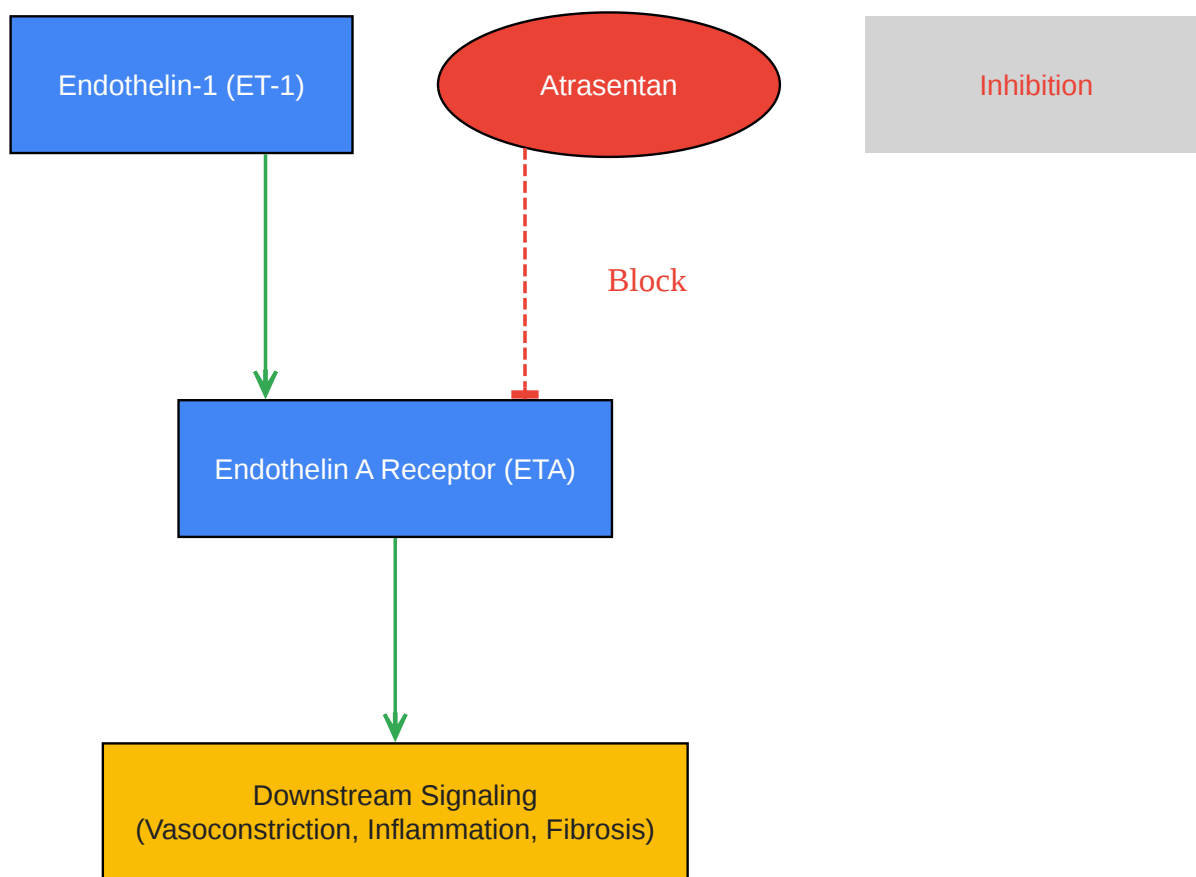 Endothelin-1 (ET-1)
Atrasentan
Inhibition
Block
Endothelin A Receptor (ETA)
Downstream Signaling
(Vasoconstriction, Inflammation, Fibrosis)